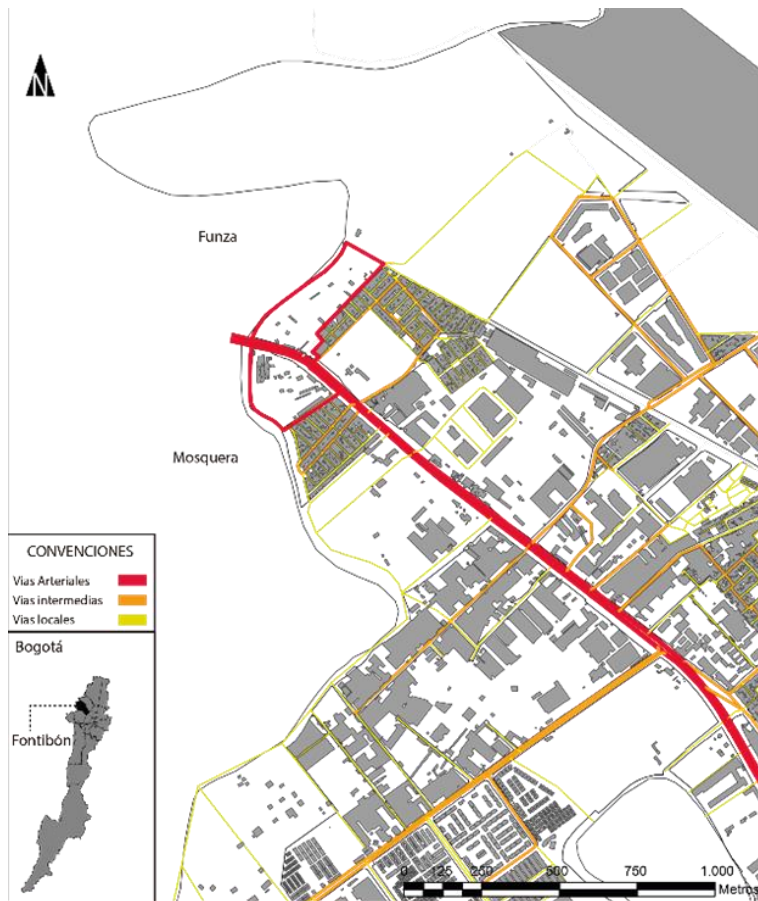 N
Funza
Mosquera
CONVENCIONES
Vias Arteriales
Vias intermedias
Vias locales
Bogotá
Fontibón
0 125 250 500 750 1.000
Metros